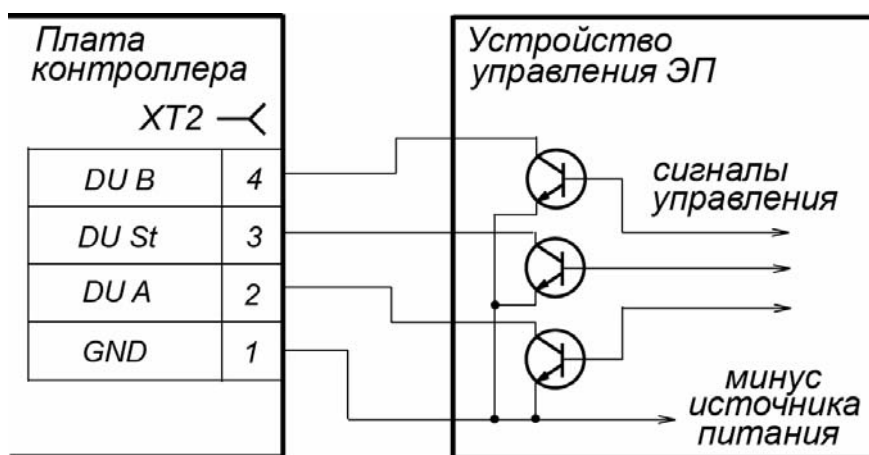 Плата
контроллера
XT2
DU B 4
DU St 3
DU A 2
GND 1
Устройство
управления ЭП
сигналы
управления
минус
источника
питания